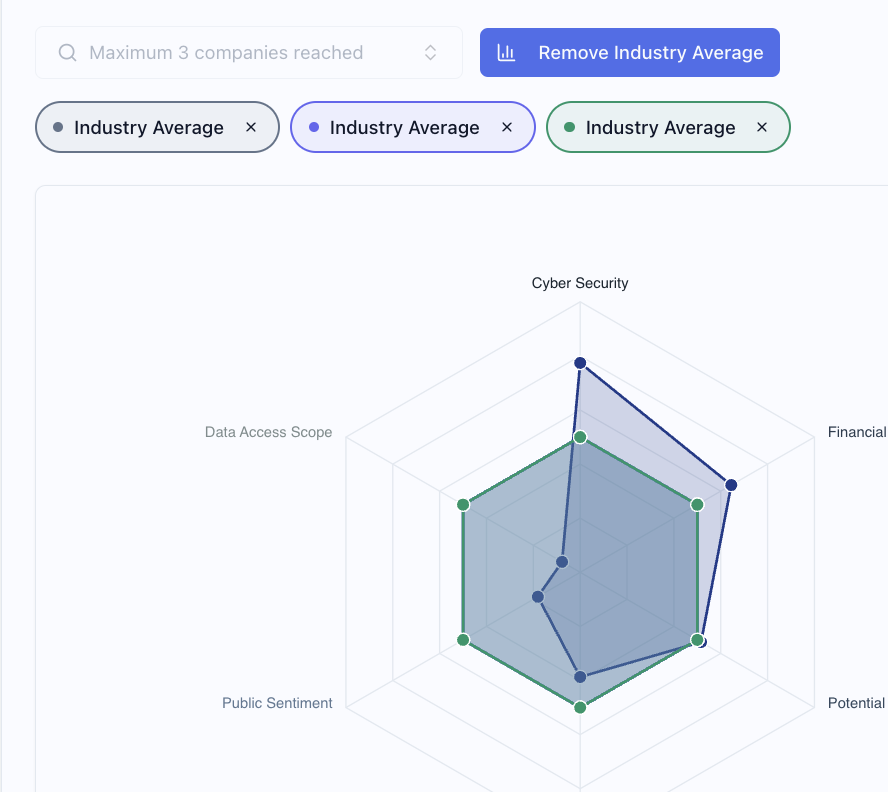 Maximum 3 companies reached
Remove Industry Average
Industry Average
Industry Average
Industry Average
Cyber Security
Data Access Scope
Financial
Public Sentiment
Potential